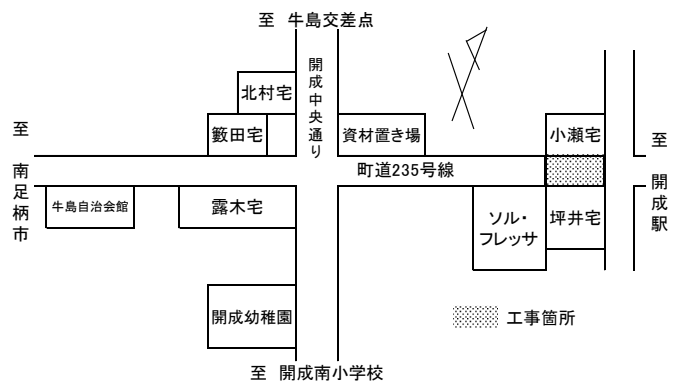 至 牛島交差点
開成中央通り
北村宅
籔田宅
資材置き場
小瀬宅
至 南足柄市
至 開成駅
町道235号線
牛島自治会館
露木宅
ソル・
フレッサ
坪井宅
開成幼稚園
工事箇所
至 開成南小学校